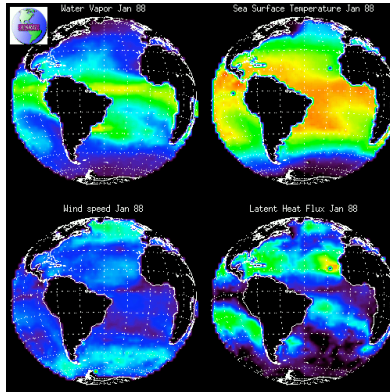 Water Vapor Jan 88
Sea Surface Temperature Jan 88
Wind speed Jan 88
Latent Heat Flux Jan 88